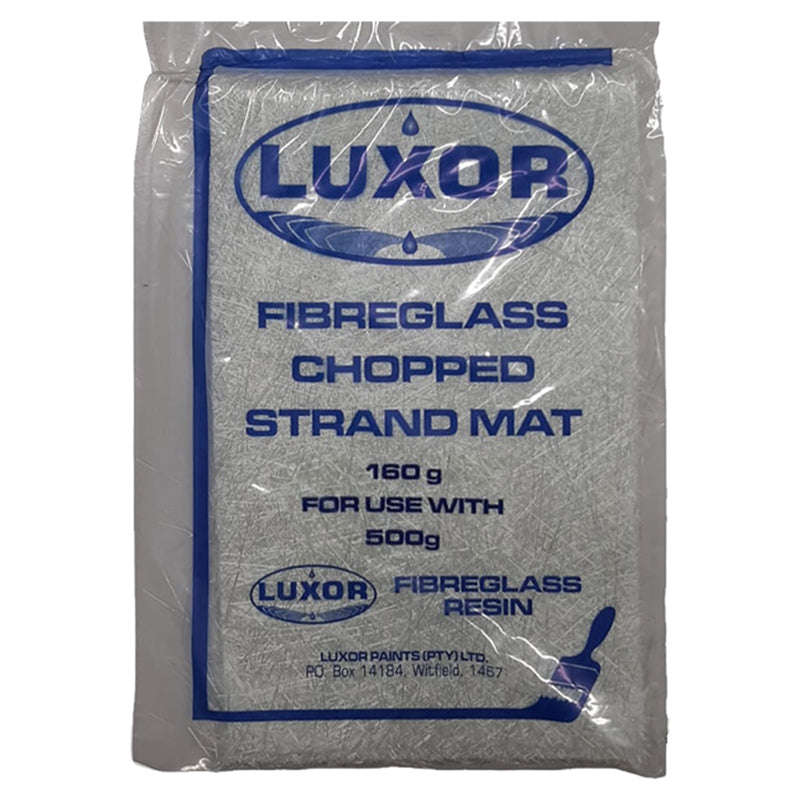 LUXOR
FIBREGLASS
CHOPPED
STRAND MAT
160 g
FOR USE WITH
500g
LUXOR
FIBREGLASS
RESIN
LUXOR PAINTS (PTY) LTD.
P.O. Box 14184, Witfield, 1467